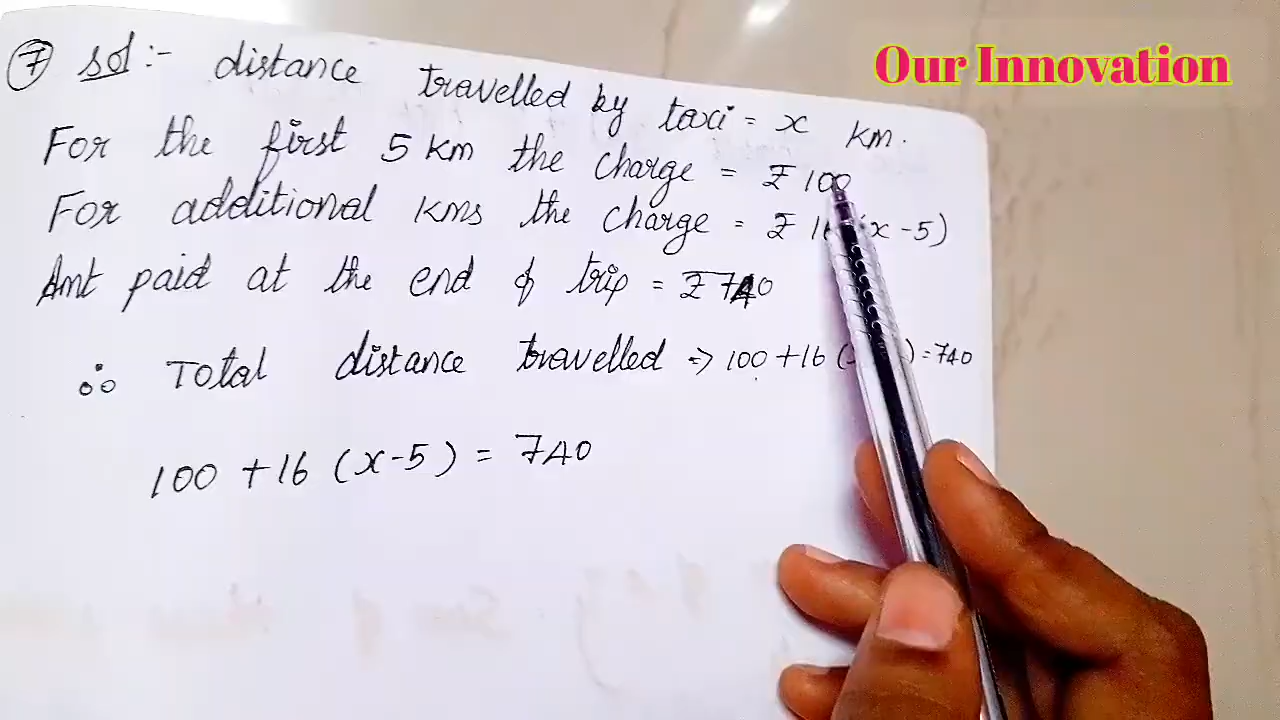 Our Innovation
7 Sol :- distance travelled by taxi = x km.
For the first 5 km the charge = ₹ 100
For additional kms the charge = ₹ 16 (x - 5)
Amt paid at the end of trip = ₹ 740
∴ Total distance travelled => 100 + 16 ( ) = 740
100 + 16 (x - 5) = 740